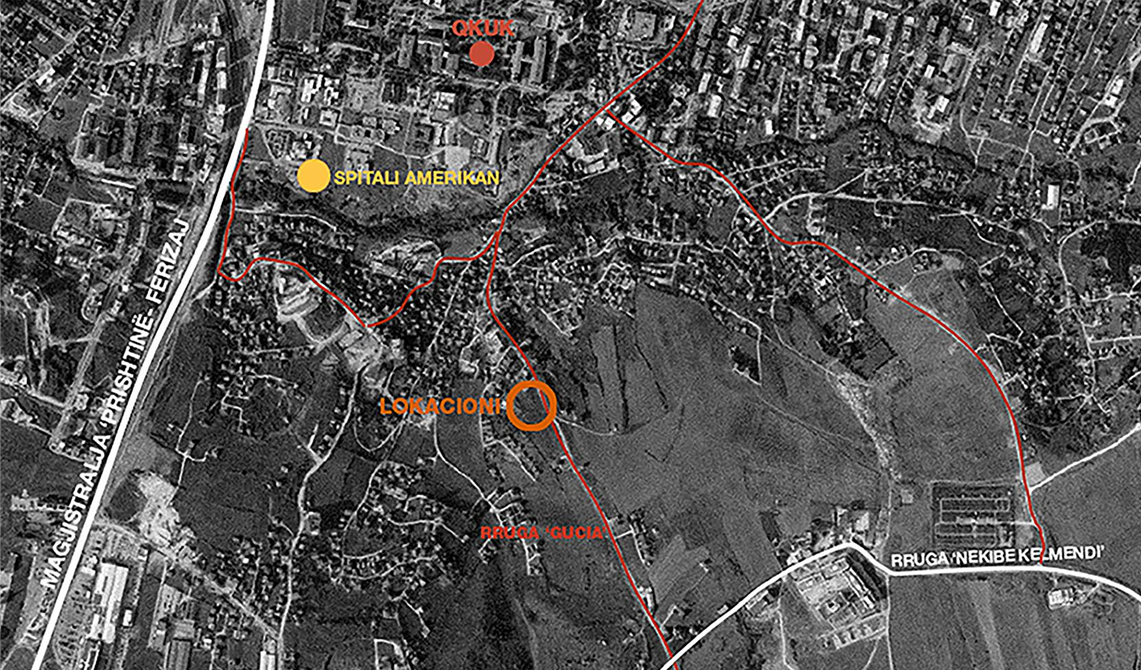 QKUK
SPITALI AMERIKAN
MAGJISTRALJA 'PRISHTINË- FERIZAJ
LOKACIONI
RRUGA 'GUCIA'
RRUGA 'NEKIBE KELMENDI'